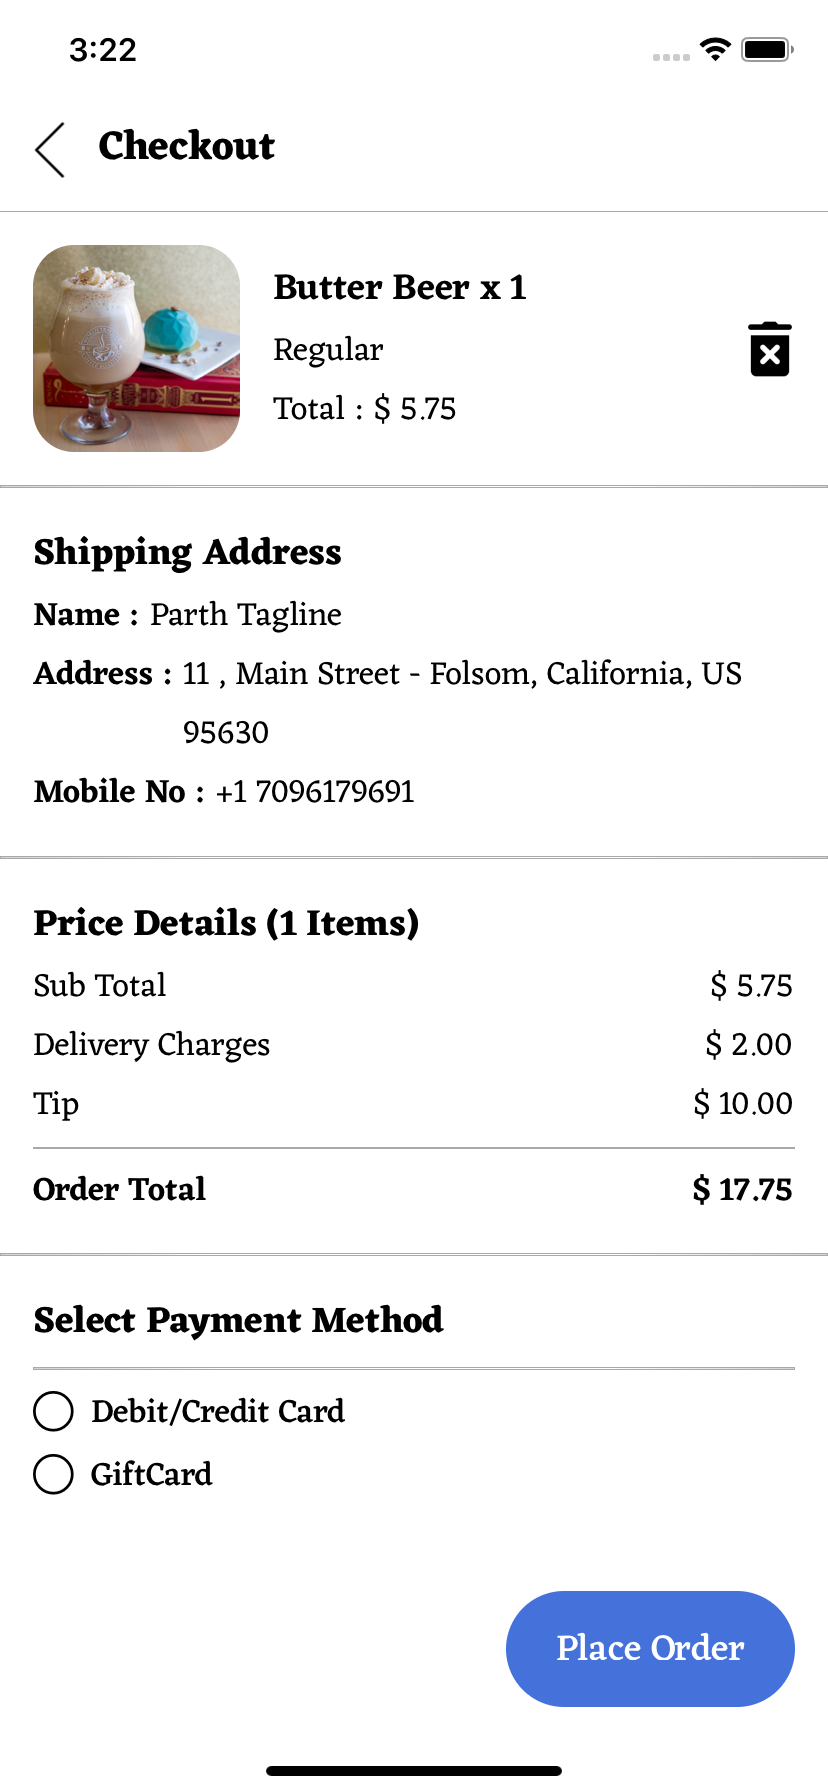 3:22
Checkout
Butter Beer x 1
Regular
Total : $ 5.75
Shipping Address
Name : Parth Tagline
Address : 11 , Main Street - Folsom, California, US
95630
Mobile No : +1 7096179691
Price Details (1 Items)
Sub Total $ 5.75
Delivery Charges $ 2.00
Tip $ 10.00
Order Total $ 17.75
Select Payment Method
Debit/Credit Card
GiftCard
Place Order